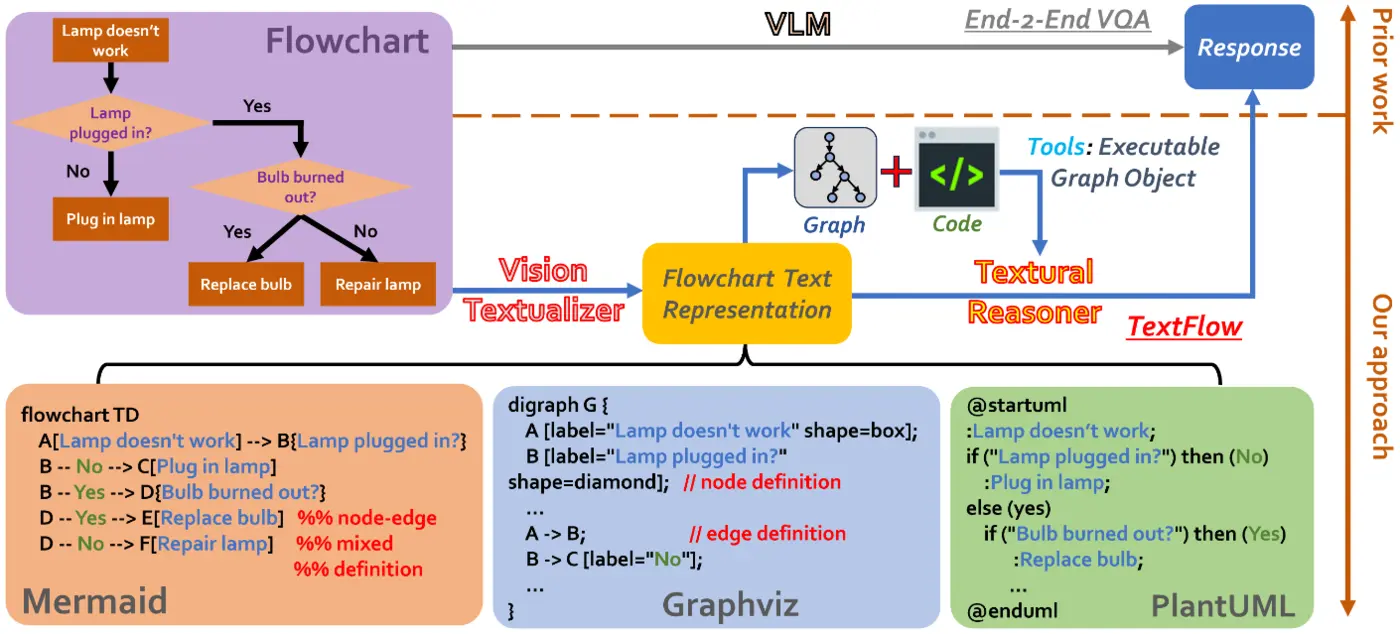 Flowchart
Lamp doesn't
work
Lamp
plugged in?
Yes
No
Plug in lamp
Bulb burned
out?
Yes
No
Replace bulb
Repair lamp
VLM
End-2-End VQA
Response
Prior work
Graph
Code
Tools: Executable
Graph Object
</>
Vision
Textualizer
Flowchart Text
Representation
Textural
Reasoner
TextFlow
Our approach
flowchart TD
A[Lamp doesn't work] --> B{Lamp plugged in?}
B -- No --> C[Plug in lamp]
B -- Yes --> D{Bulb burned out?}
D -- Yes --> E[Replace bulb] %% node-edge
D -- No --> F[Repair lamp] %% mixed
%% definition
Mermaid
digraph G {
A [label="Lamp doesn't work" shape=box];
B [label="Lamp plugged in?"
shape=diamond]; // node definition
...
A -> B; // edge definition
B -> C [label="No"];
...
}
Graphviz
@startuml
:Lamp doesn't work;
if ("Lamp plugged in?") then (No)
:Plug in lamp;
else (yes)
if ("Bulb burned out?") then (Yes)
:Replace bulb;
...
@enduml
PlantUML